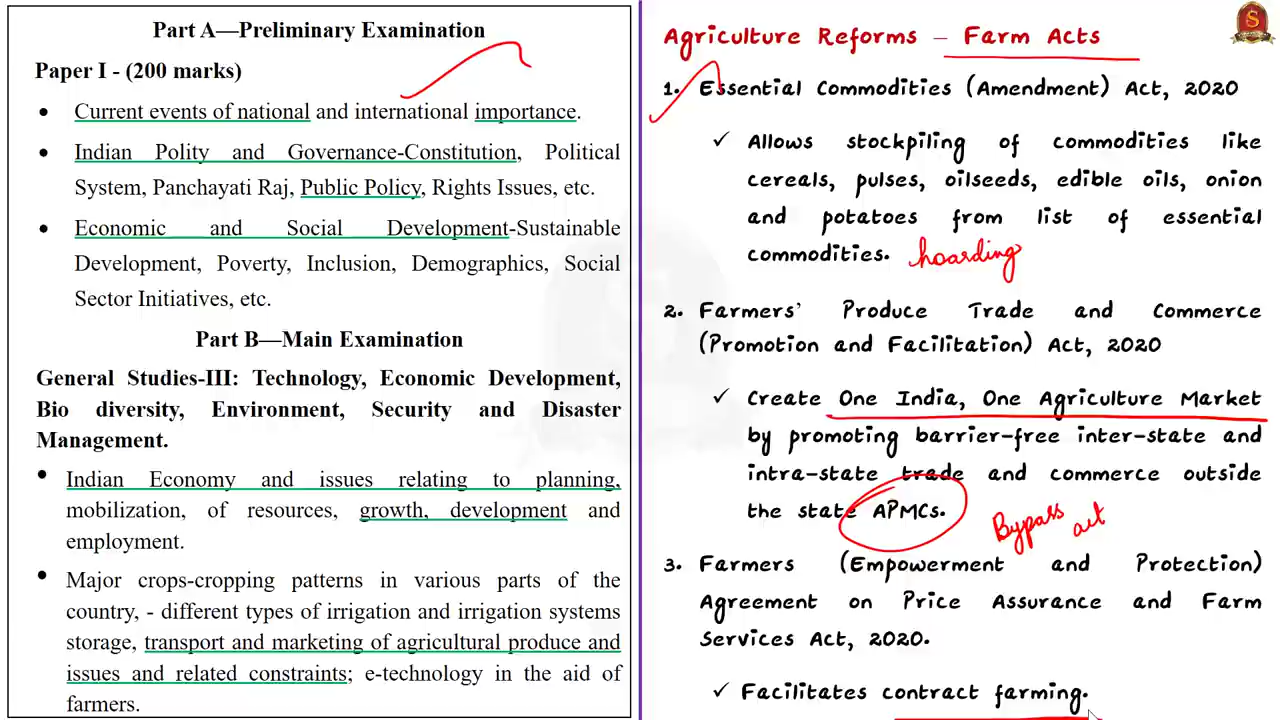 Part A—Preliminary Examination
Paper I - (200 marks)
• Current events of national and international importance.
• Indian Polity and Governance-Constitution, Political
System, Panchayati Raj, Public Policy, Rights Issues, etc.
• Economic and Social Development-Sustainable
Development, Poverty, Inclusion, Demographics, Social
Sector Initiatives, etc.
Part B—Main Examination
General Studies-III: Technology, Economic Development,
Bio diversity, Environment, Security and Disaster
Management.
• Indian Economy and issues relating to planning,
mobilization, of resources, growth, development and
employment.
• Major crops-cropping patterns in various parts of the
country, - different types of irrigation and irrigation systems
storage, transport and marketing of agricultural produce and
issues and related constraints; e-technology in the aid of
farmers.
Agriculture Reforms – Farm Acts
1. Essential Commodities (Amendment) Act, 2020
✓ Allows stockpiling of commodities like
cereals, pulses, oilseeds, edible oils, onion
and potatoes from list of essential
commodities. hoarding
2. Farmers' Produce Trade and Commerce
(Promotion and Facilitation) Act, 2020
✓ Create One India, One Agriculture Market
by promoting barrier-free inter-state and
intra-state trade and commerce outside
the state APMCs. Bypass act
3. Farmers (Empowerment and Protection)
Agreement on Price Assurance and Farm
Services Act, 2020.
✓ Facilitates contract farming.